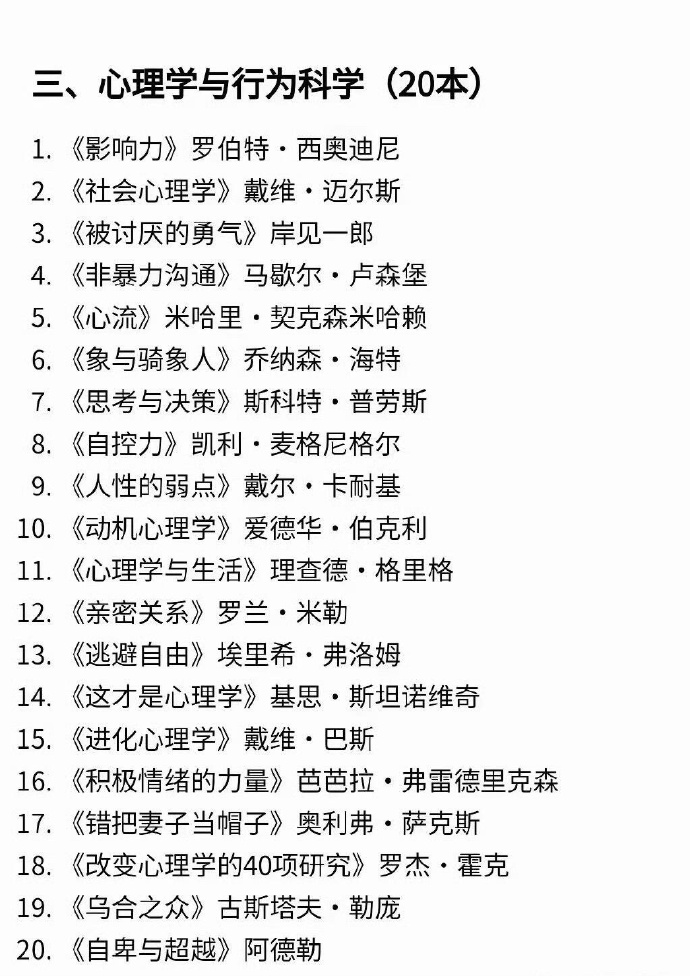 三、心理学与行为科学（20本）
1. 《影响力》罗伯特・西奥迪尼
2. 《社会心理学》戴维・迈尔斯
3. 《被讨厌的勇气》岸见一郎
4. 《非暴力沟通》马歇尔・卢森堡
5. 《心流》米哈里・契克森米哈赖
6. 《象与骑象人》乔纳森・海特
7. 《思考与决策》斯科特・普劳斯
8. 《自控力》凯利・麦格尼格尔
9. 《人性的弱点》戴尔・卡耐基
10. 《动机心理学》爱德华・伯克利
11. 《心理学与生活》理查德・格里格
12. 《亲密关系》罗兰・米勒
13. 《逃避自由》埃里希・弗洛姆
14. 《这才是心理学》基思・斯坦诺维奇
15. 《进化心理学》戴维・巴斯
16. 《积极情绪的力量》芭芭拉・弗雷德里克森
17. 《错把妻子当帽子》奥利弗・萨克斯
18. 《改变心理学的40项研究》罗杰・霍克
19. 《乌合之众》古斯塔夫・勒庞
20. 《自卑与超越》阿德勒